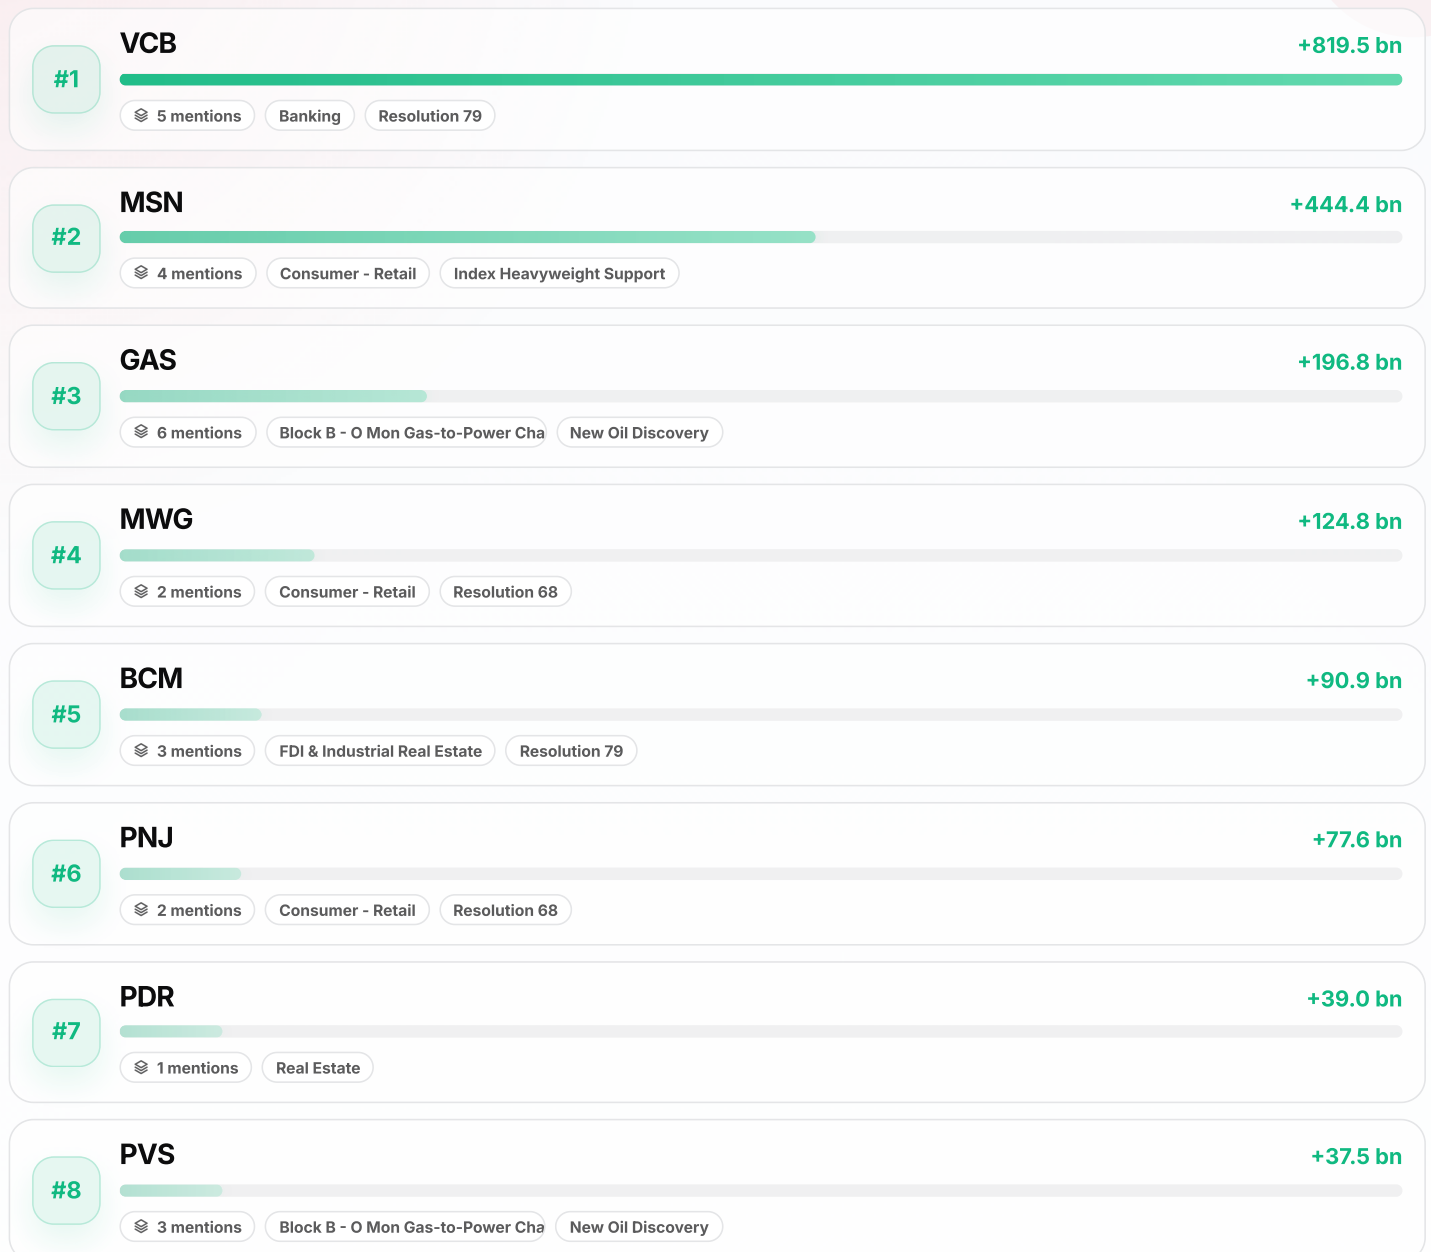 VCB
+819.5 bn
#1
5 mentions
Banking
Resolution 79
MSN
+444.4 bn
#2
4 mentions
Consumer - Retail
Index Heavyweight Support
GAS
+196.8 bn
#3
6 mentions
Block B - O Mon Gas-to-Power Cha
New Oil Discovery
MWG
+124.8 bn
#4
2 mentions
Consumer - Retail
Resolution 68
BCM
+90.9 bn
#5
3 mentions
FDI & Industrial Real Estate
Resolution 79
PNJ
+77.6 bn
#6
2 mentions
Consumer - Retail
Resolution 68
PDR
+39.0 bn
#7
1 mentions
Real Estate
PVS
+37.5 bn
#8
3 mentions
Block B - O Mon Gas-to-Power Cha
New Oil Discovery